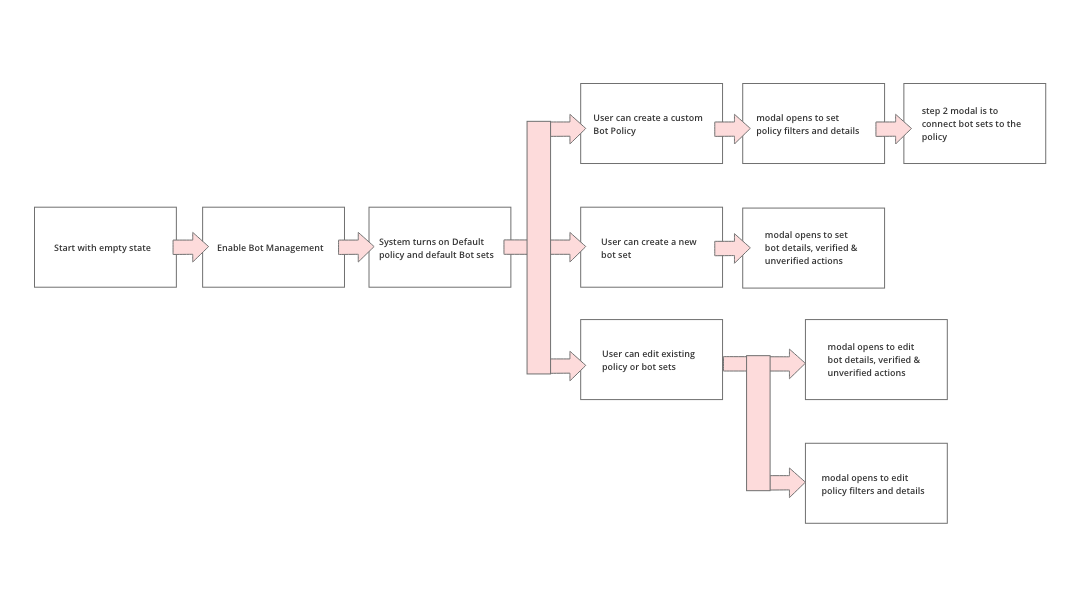 User can create a custom
Bot Policy
modal opens to set
policy filters and details
step 2 modal is to
connect bot sets to the
policy
Start with empty state
Enable Bot Management
System turns on Default
policy and default Bot sets
User can create a new
bot set
modal opens to set
bot details, verified &
unverified actions
User can edit existing
policy or bot sets
modal opens to edit
bot details, verified &
unverified actions
modal opens to edit
policy filters and details